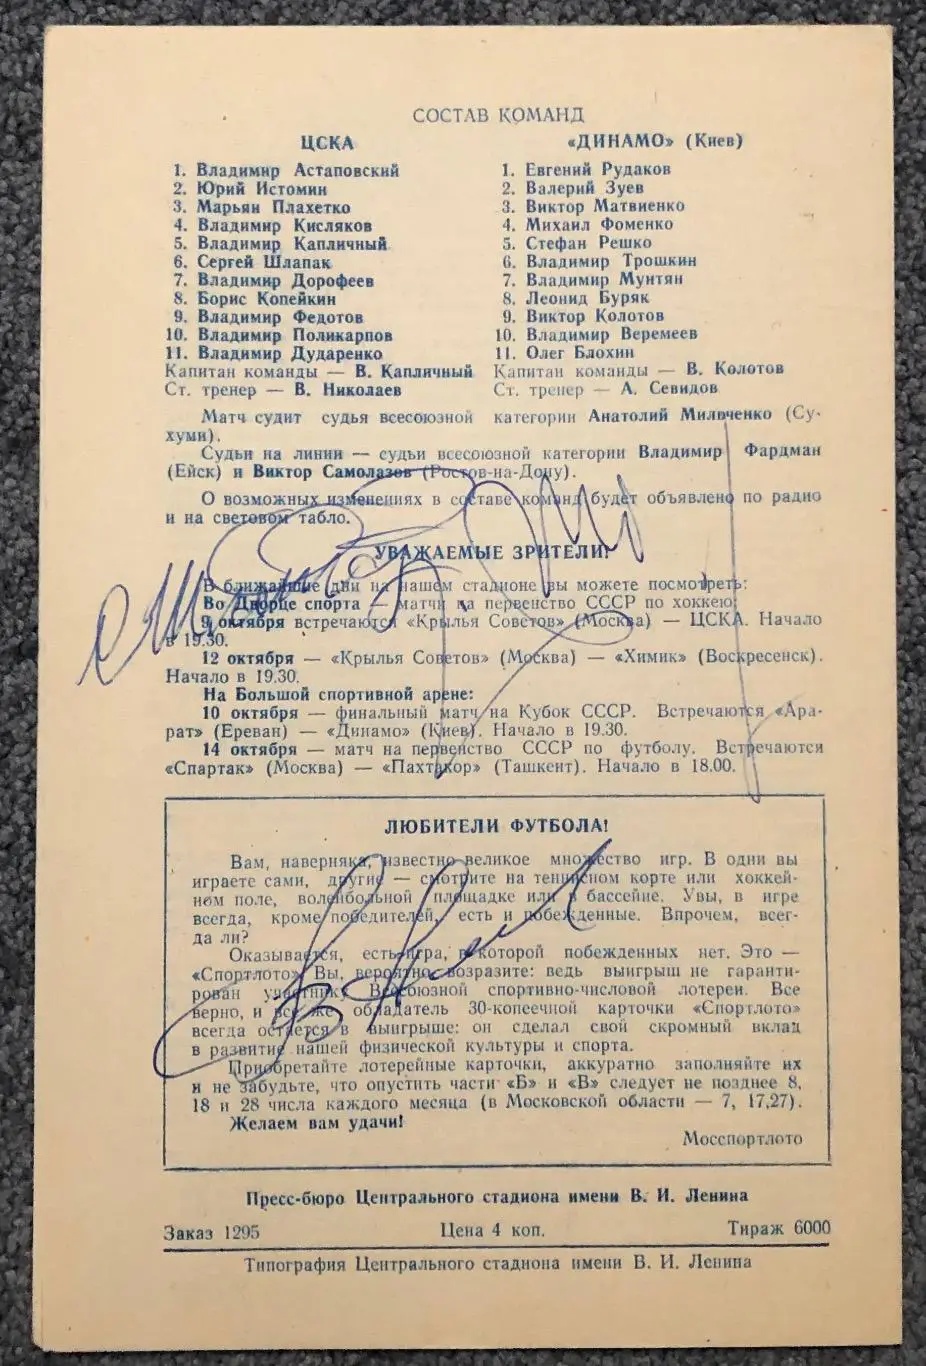 СОСТАВ КОМАНД
ЦСКА
1. Владимир Астаповский
2. Юрий Истомин
3. Марьян Плахетко
4. Владимир Кисляков
5. Владимир Капличный
6. Сергей Шлапак
7. Владимир Дорофеев
8. Борис Копейкин
9. Владимир Федотов
10. Владимир Поликарпов
11. Владимир Дударенко
Капитан команды — В. Капличный
Ст. тренер — В. Николаев
«ДИНАМО» (Киев)
1. Евгений Рудаков
2. Валерий Зуев
3. Виктор Матвиенко
4. Михаил Фоменко
5. Стефан Решко
6. Владимир Трошкин
7. Владимир Мунтян
8. Леонид Буряк
9. Виктор Колотов
10. Владимир Веремеев
11. Олег Блохин
Капитан команды — В. Колотов
Ст. тренер — А. Севидов
Матч судит судья всесоюзной категории Анатолий Мильченко (Су-
хуми).
Судьи на линии — судьи всесоюзной категории Владимир Фардман
(Ейск) и Виктор Самолазов (Ростов-на-Дону).
О возможных изменениях в составе команд будет объявлено по радио
и на световом табло.
УВАЖАЕМЫЕ ЗРИТЕЛИ!
В ближайшие дни на нашем стадионе вы можете посмотреть:
Во Дворце спорта — матчи на первенство СССР по хоккею:
9 октября встречаются «Крылья Советов» (Москва) — ЦСКА. Начало
в 19.30.
12 октября — «Крылья Советов» (Москва) — «Химик» (Воскресенск).
Начало в 19.30.
На Большой спортивной арене:
10 октября — финальный матч на Кубок СССР. Встречаются «Ара-
рат» (Ереван) — «Динамо» (Киев). Начало в 19.30.
14 октября — матч на первенство СССР по футболу. Встречаются
«Спартак» (Москва) — «Пахтакор» (Ташкент). Начало в 18.00.
ЛЮБИТЕЛИ ФУТБОЛА!
Вам, наверняка, известно великое множество игр. В одни вы
играете сами, другие — смотрите на теннисном корте или хоккей-
ном поле, волейбольной площадке или в бассейне. Увы, в игре
всегда, кроме победителей, есть и побежденные. Впрочем, всег-
да ли?
Оказывается, есть игра, в которой побежденных нет. Это —
«Спортлото». Вы, вероятно, возразите: ведь выигрыш не гаранти-
рован участнику Всесоюзной спортивно-числовой лотереи. Все
верно, и все же обладатель 30-копеечной карточки «Спортлото»
всегда остается в выигрыше: он сделал свой скромный вклад
в развитие нашей физической культуры и спорта.
Приобретайте лотерейные карточки, аккуратно заполняйте их
и не забудьте, что опустить части «Б» и «В» следует не позднее 8,
18 и 28 числа каждого месяца (в Московской области — 7, 17,27).
Желаем вам удачи!
Мосспортлото
Пресс-бюро Центрального стадиона имени В. И. Ленина
Заказ 1295 Цена 4 коп. Тираж 6000
Типография Центрального стадиона имени В. И. Ленина